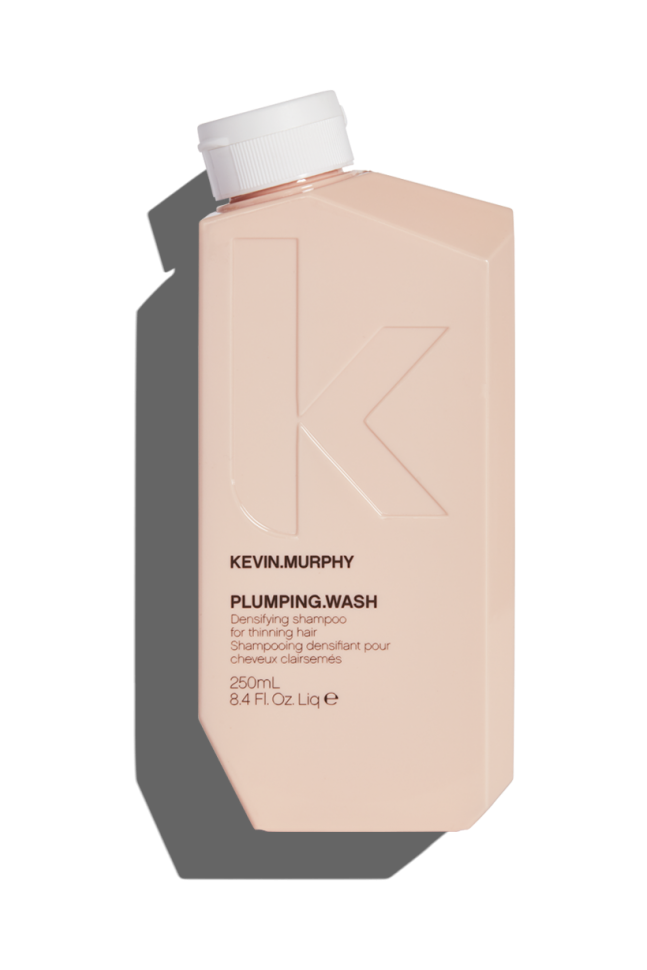 KEVIN.MURPHY
PLUMPING.WASH
Densifying shampoo
for thinning hair
Shampooing densifiant pour
cheveux clairsemés
250mL
8.4 Fl. Oz. Liq ℮